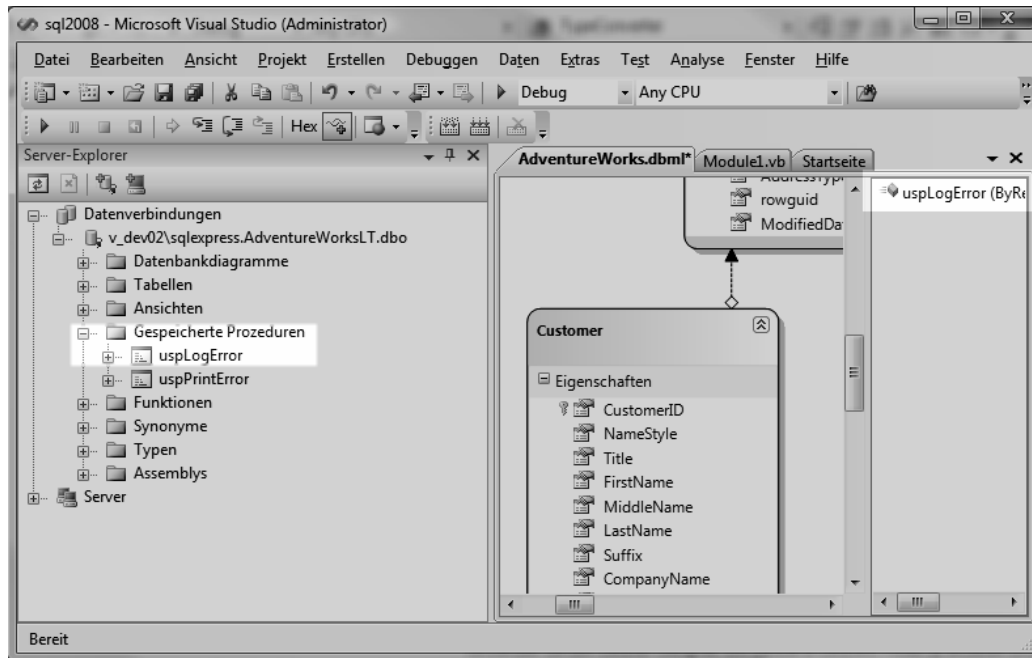 sql2008 - Microsoft Visual Studio (Administrator)
Datei Bearbeiten Ansicht Projekt Erstellen Debuggen Daten Extras Test Analyse Fenster Hilfe
Debug Any CPU
Hex
Server-Explorer
AdventureWorks.dbml* Module1.vb Startseite
Datenverbindungen
v_dev02\sqlexpress.AdventureWorksLT.dbo
Datenbankdiagramme
Tabellen
Ansichten
Gespeicherte Prozeduren
uspLogError
uspPrintError
Funktionen
Synonyme
Typen
Assemblys
Server
AddressTyp
rowguid
ModifiedDa
Customer
Eigenschaften
CustomerID
NameStyle
Title
FirstName
MiddleName
LastName
Suffix
CompanyName
uspLogError (ByRe
Bereit